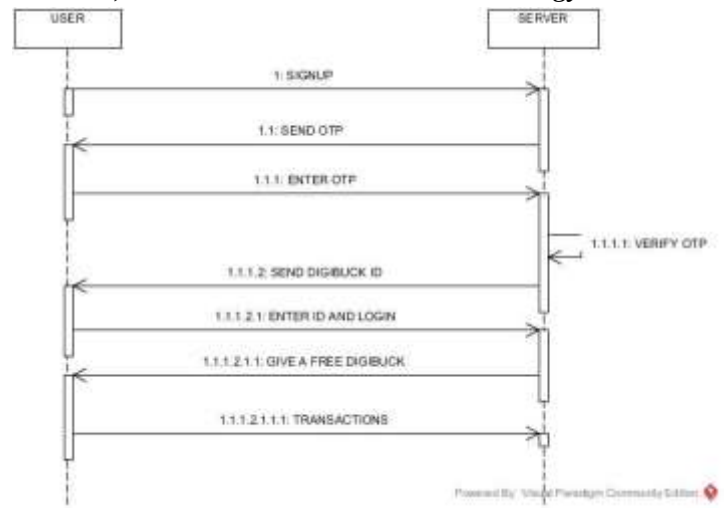 USER
SERVER
1: SIGNUP
1.1: SEND OTP
1.1.1: ENTER OTP
1.1.1.1: VERIFY OTP
1.1.1.2: SEND DIGIBUCK ID
1.1.1.2.1: ENTER ID AND LOGIN
1.1.1.2.1.1: GIVE A FREE DIGIBUCK
1.1.1.2.1.1.1: TRANSACTIONS
Powered By Visual Paradigm Community Edition